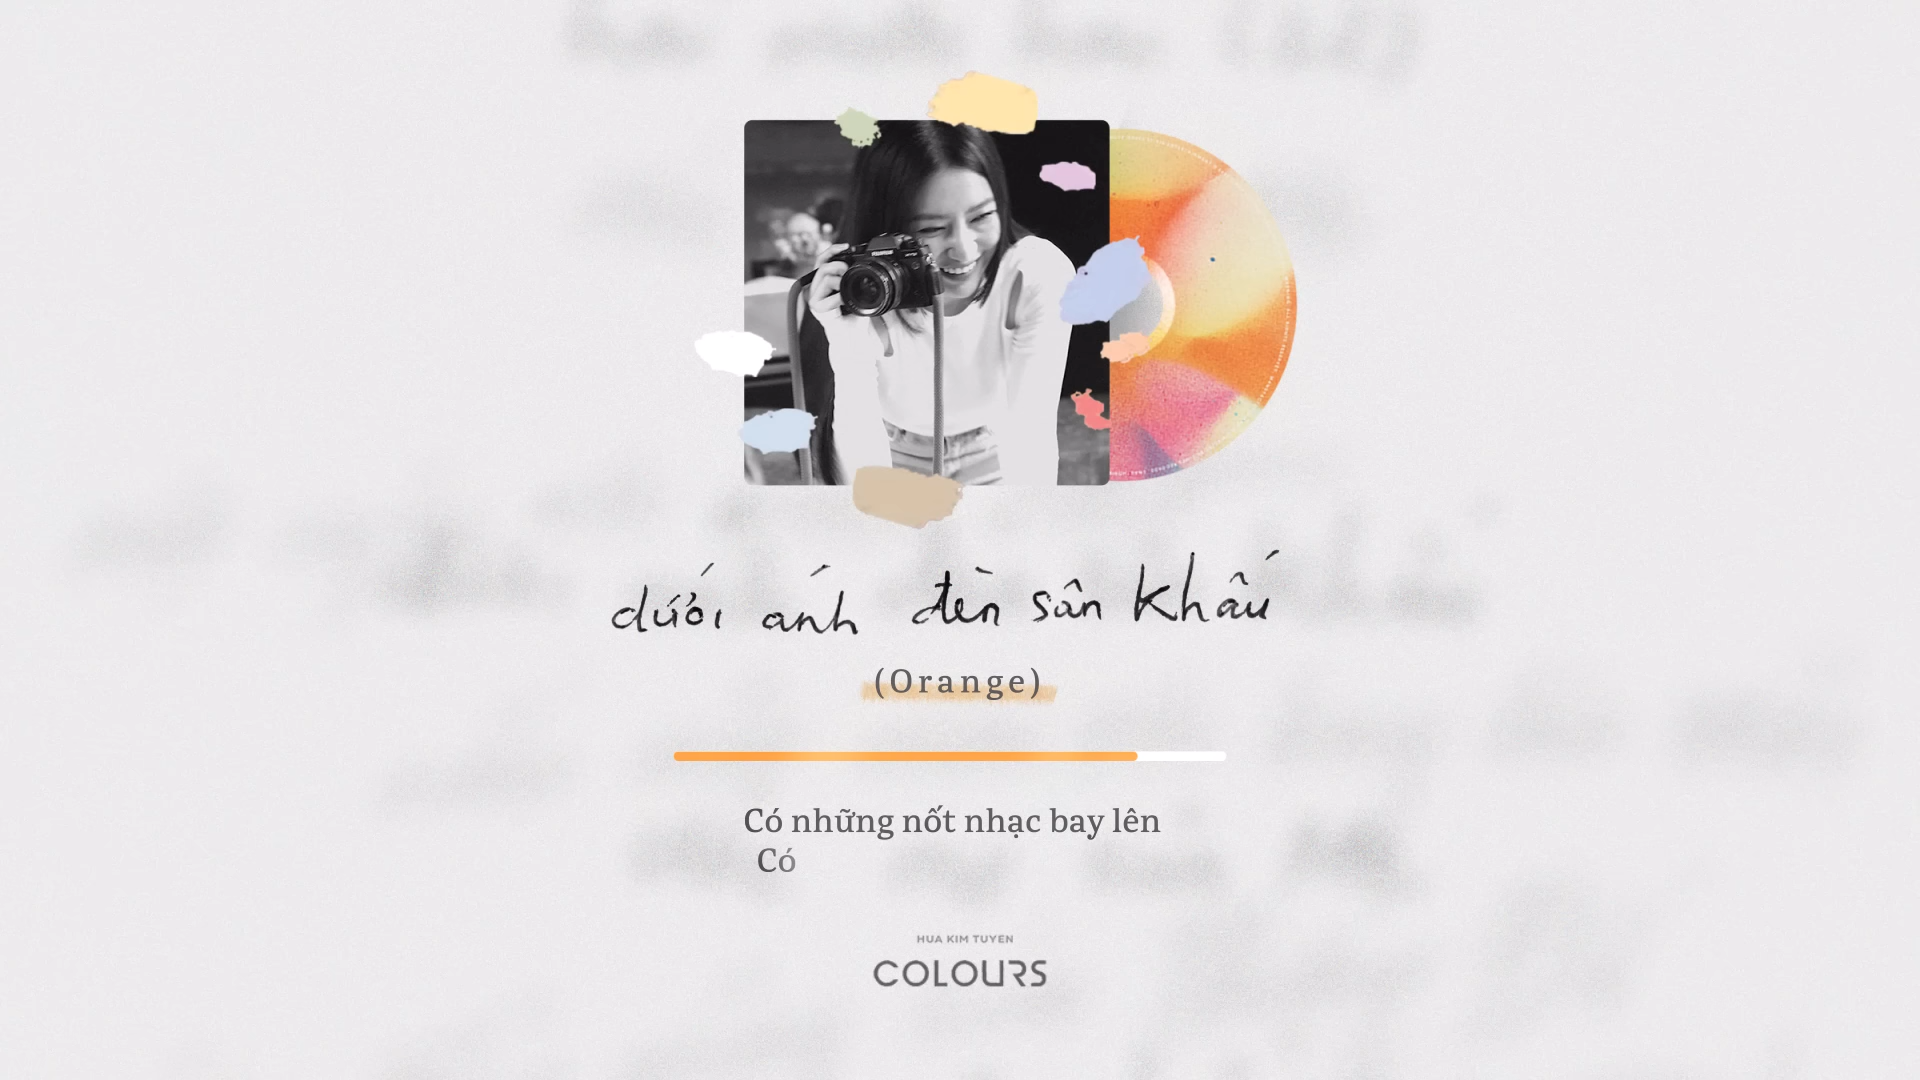 dưới ánh đèn sân khấu
(Orange)
Có những nốt nhạc bay lên
Có
HUA KIM TUYEN
COLOURS